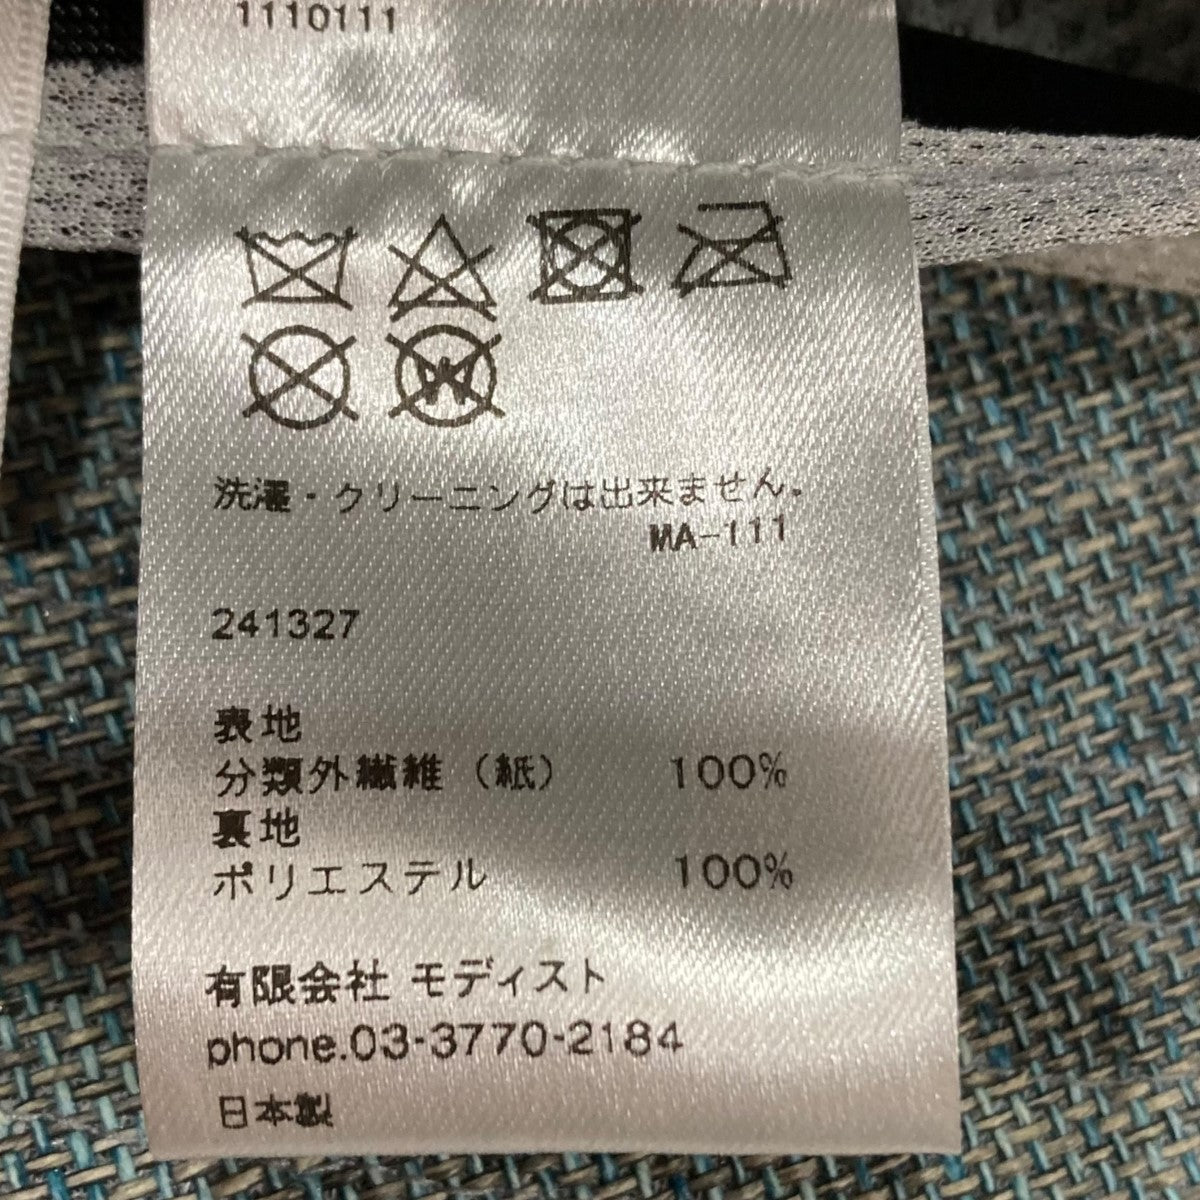 1110111
洗濯・クリーニングは出来ません。
MA-111
241327
表地
分類外繊維（紙） 100%
裏地
ポリエステル 100%
有限会社 モディスト
phone.03-3770-2184
日本製